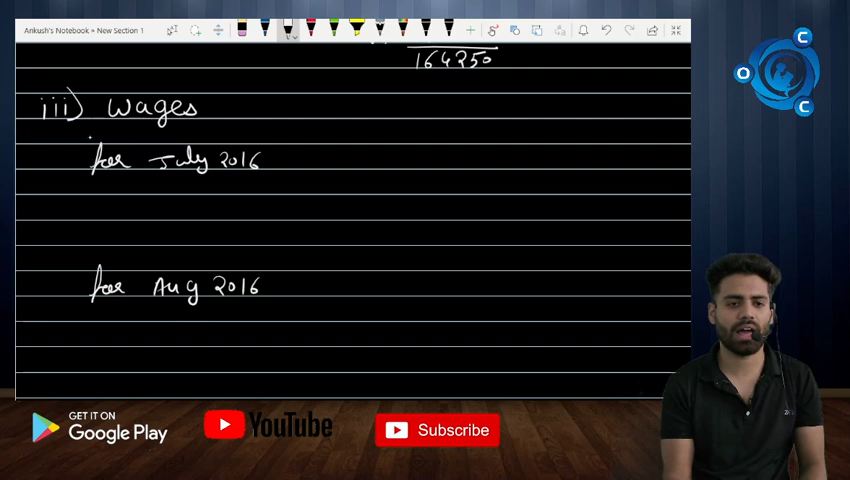 Ankush's Notebook » New Section 1
164250
iii) Wages
for July 2016
for Aug 2016
C
O
C
GET IT ON
Google Play
YouTube
Subscribe